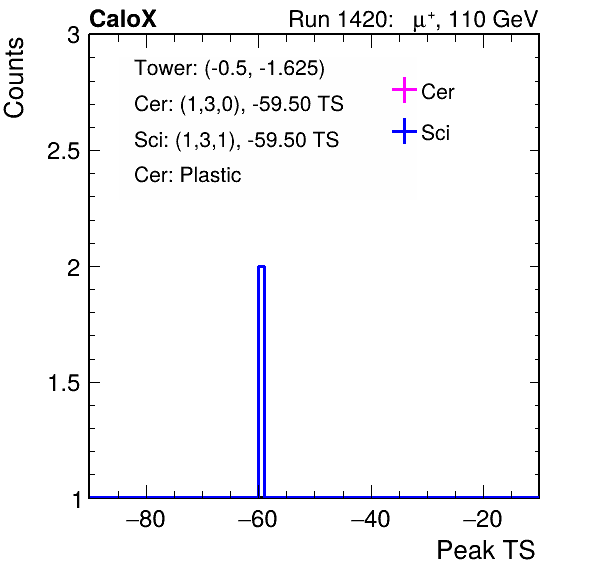 CaloX Run 1420: μ⁺, 110 GeV
Counts
3
2.5
2
1.5
1
Tower: (-0.5, -1.625)
Cer: (1,3,0), -59.50 TS
Sci: (1,3,1), -59.50 TS
Cer: Plastic
Cer
Sci
−80 −60 −40 −20
Peak TS